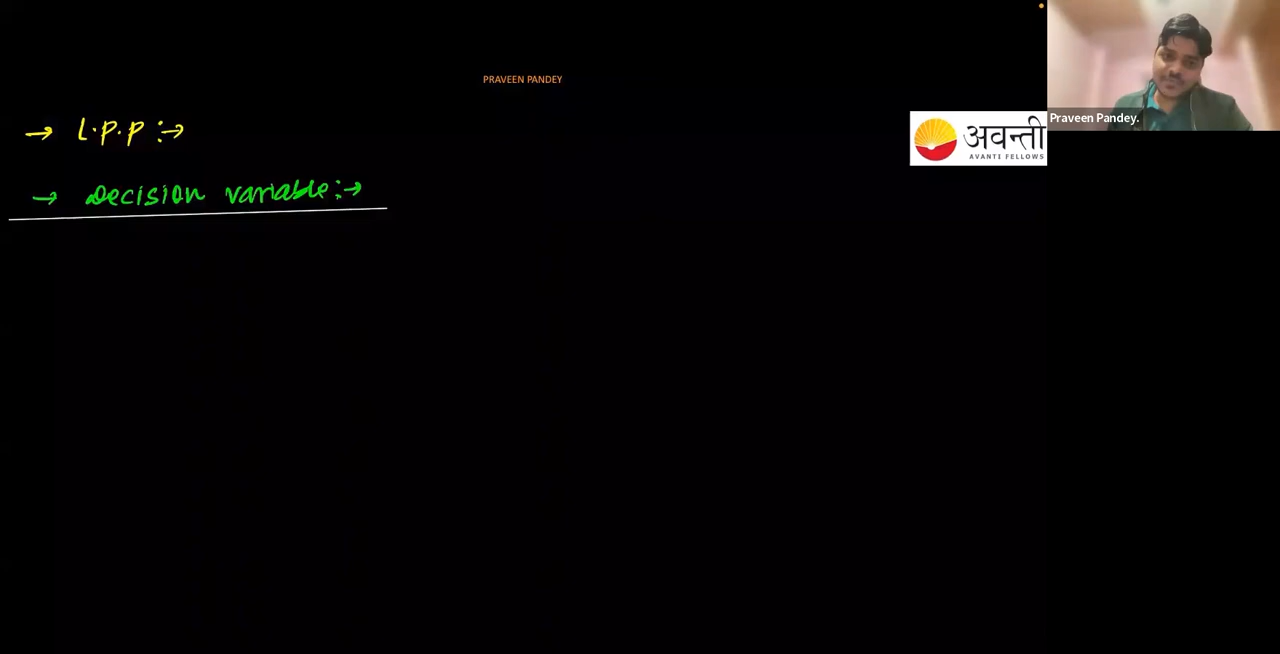 PRAVEEN PANDEY
→ L.P.P :→
→ Decision variable :→
अवन्ती
AVANTI FELLOWS
Praveen Pandey.